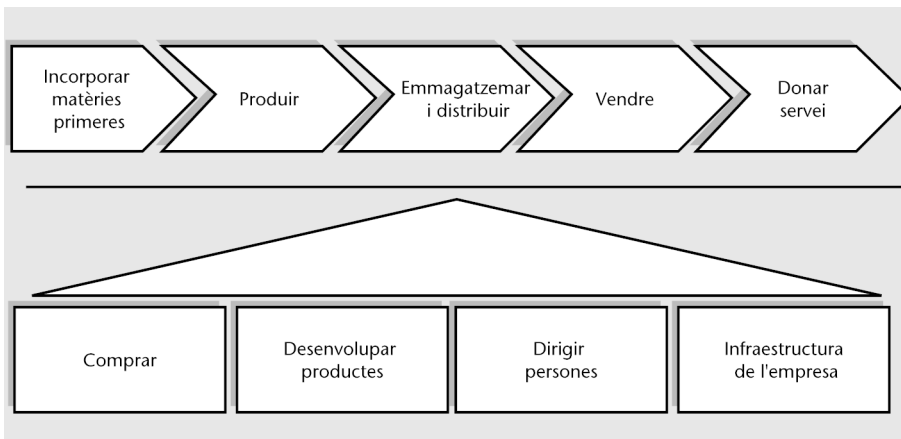 Incorporar
matèries
primeres
Produir
Emmagatzemar
i distribuir
Vendre
Donar
servei
Comprar
Desenvolupar
productes
Dirigir
persones
Infraestructura
de l'empresa